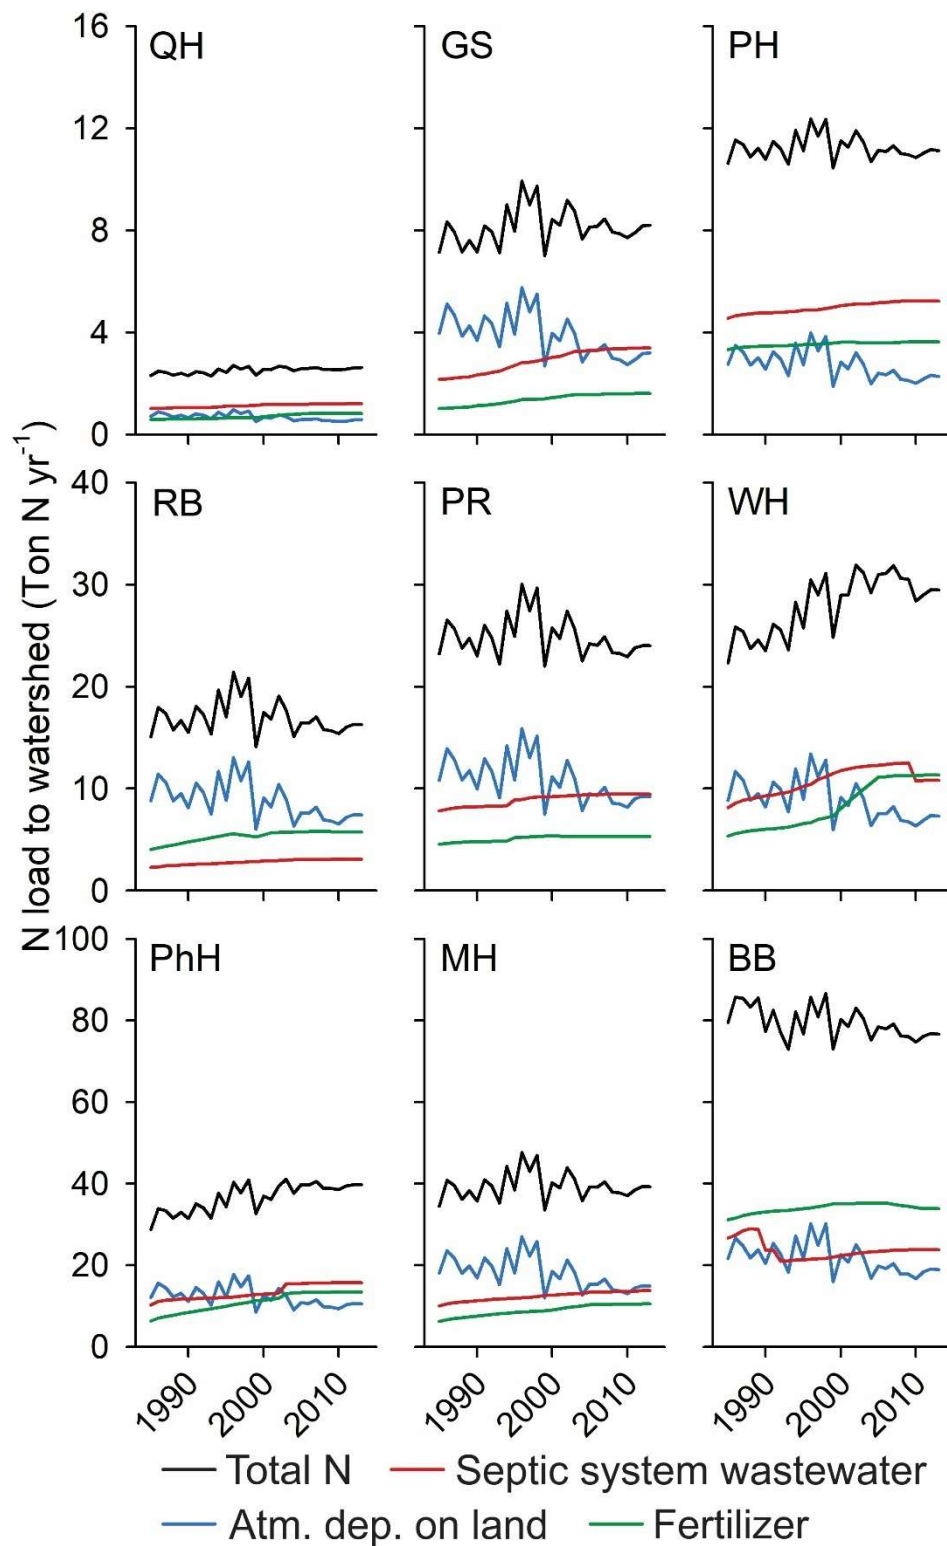 N load to watershed (Ton N yr⁻¹)
16
12
8
4
0
QH
GS
PH
40
30
20
10
0
RB
PR
WH
100
80
60
40
20
0
PhH
MH
BB
1990 2000 2010 1990 2000 2010 1990 2000 2010
Total N Septic system wastewater
Atm. dep. on land Fertilizer